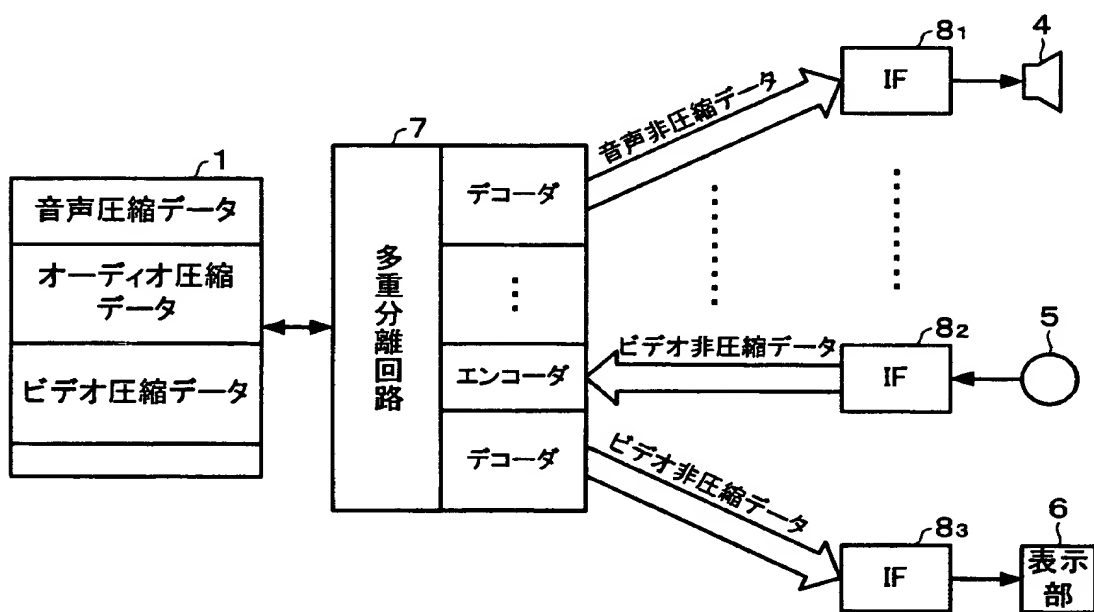 1
音声圧縮データ
オーディオ圧縮
データ
ビデオ圧縮データ
7
多重分離回路
デコーダ
エンコーダ
デコーダ
音声非圧縮データ
ビデオ非圧縮データ
ビデオ非圧縮データ
81
IF
4
82
IF
5
83
IF
6
表示
部